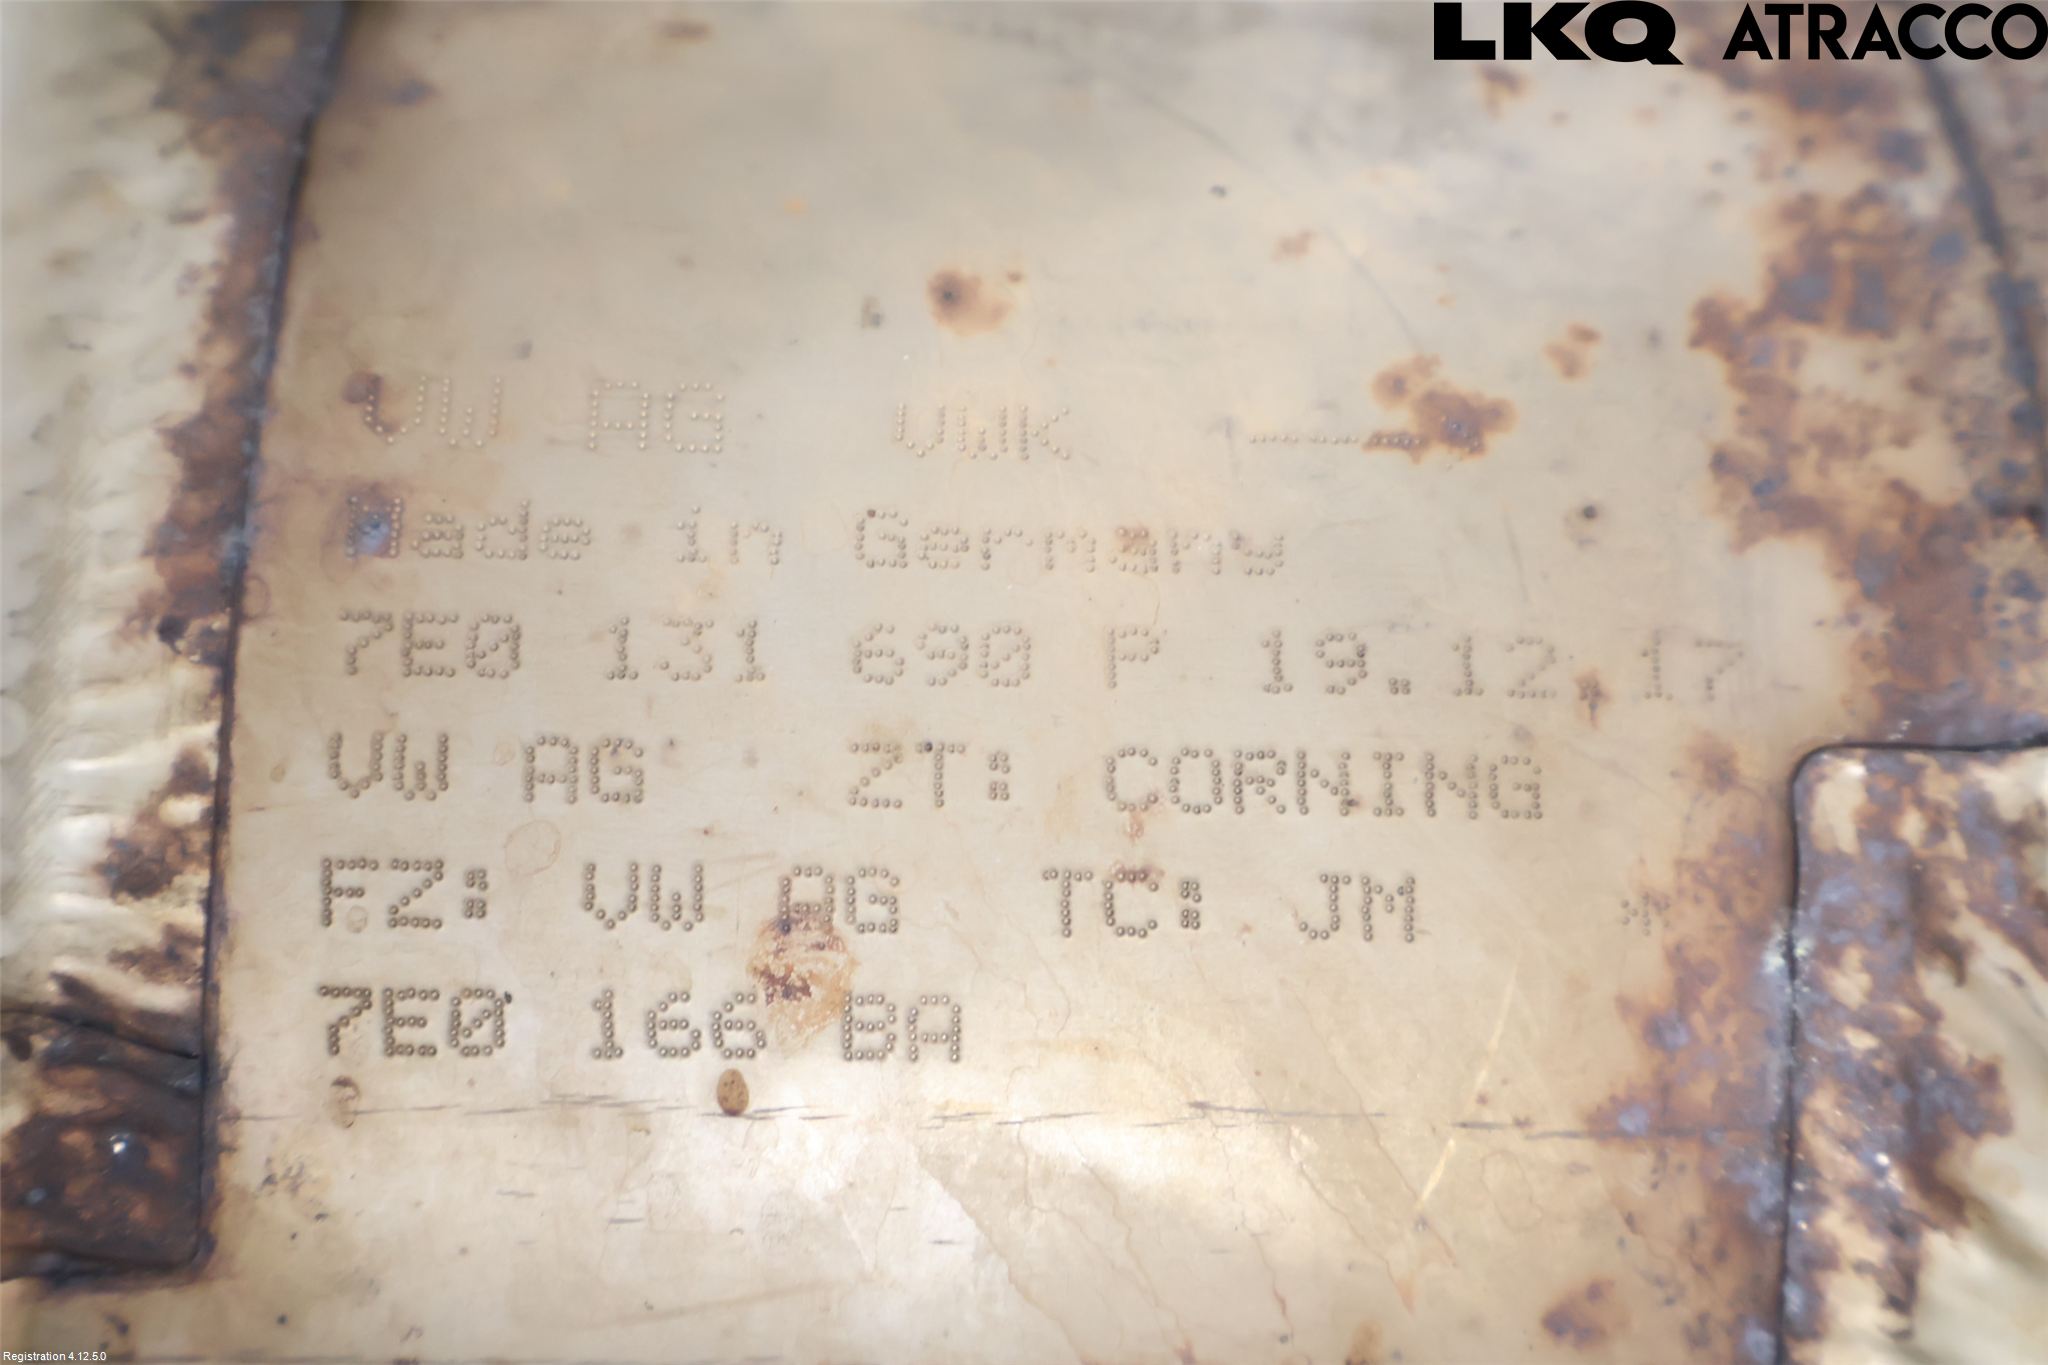 LKQ ATRACCO
VW AG VWK ----
Made in Germany
7E0 131 690 P 19.12.17
VW AG ZT: CORNING
FZ: VW AG TC: JM
7E0 166 BA
Registration 4.12.5.0